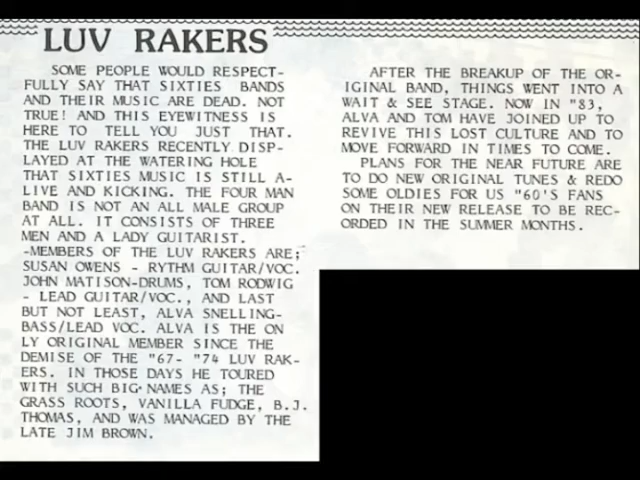 LUV RAKERS
SOME PEOPLE WOULD RESPECT-
FULLY SAY THAT SIXTIES BANDS
AND THEIR MUSIC ARE DEAD. NOT
TRUE! AND THIS EYEWITNESS IS
HERE TO TELL YOU JUST THAT.
THE LUV RAKERS RECENTLY DISP-
LAYED AT THE WATERING HOLE
THAT SIXTIES MUSIC IS STILL A-
LIVE AND KICKING. THE FOUR MAN
BAND IS NOT AN ALL MALE GROUP
AT ALL. IT CONSISTS OF THREE
MEN AND A LADY GUITARIST.
-MEMBERS OF THE LUV RAKERS ARE;
SUSAN OWENS - RYTHM GUITAR/VOC.
JOHN MATISON-DRUMS, TOM RODWIG
- LEAD GUITAR/VOC., AND LAST
BUT NOT LEAST, ALVA SNELLING-
BASS/LEAD VOC. ALVA IS THE ON
LY ORIGINAL MEMBER SINCE THE
DEMISE OF THE "67- "74 LUV RAK-
ERS. IN THOSE DAYS HE TOURED
WITH SUCH BIG NAMES AS; THE
GRASS ROOTS, VANILLA FUDGE, B.J.
THOMAS, AND WAS MANAGED BY THE
LATE JIM BROWN.
AFTER THE BREAKUP OF THE OR-
IGINAL BAND, THINGS WENT INTO A
WAIT & SEE STAGE. NOW IN "83,
ALVA AND TOM HAVE JOINED UP TO
REVIVE THIS LOST CULTURE AND TO
MOVE FORWARD IN TIMES TO COME.
PLANS FOR THE NEAR FUTURE ARE
TO DO NEW ORIGINAL TUNES & REDO
SOME OLDIES FOR US "60'S FANS
ON THEIR NEW RELEASE TO BE REC-
ORDED IN THE SUMMER MONTHS.